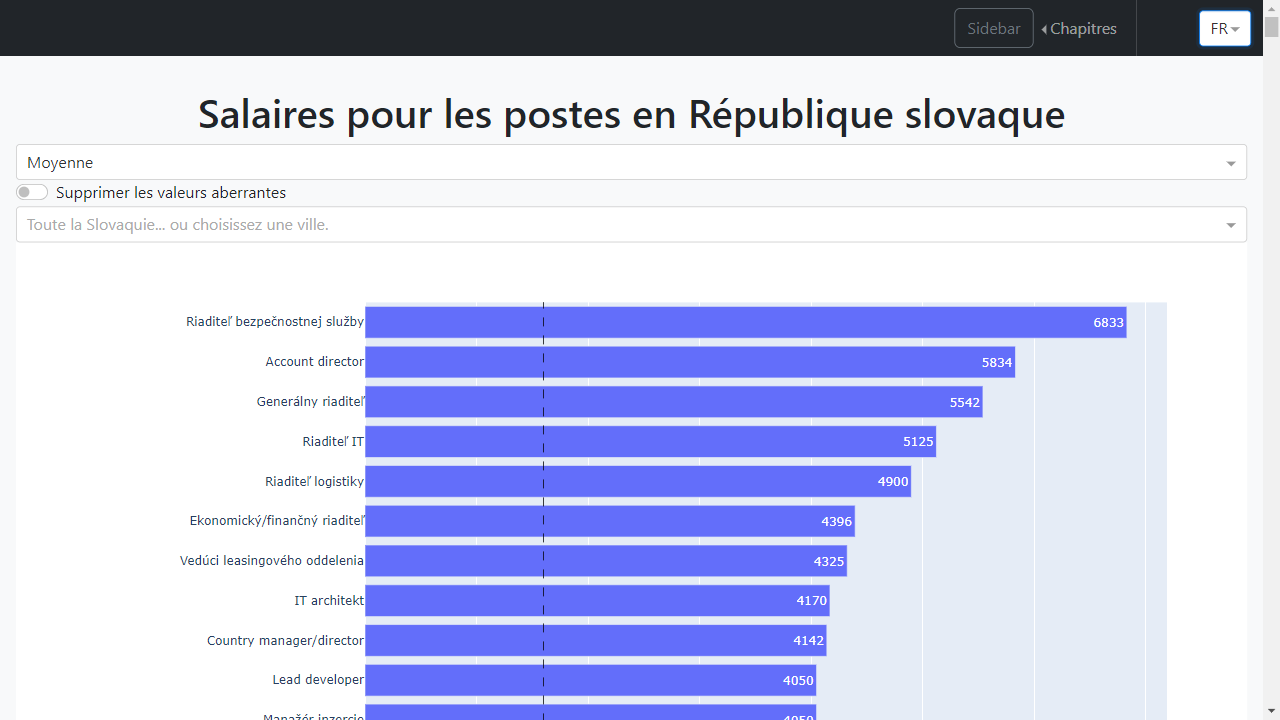 Sidebar
Chapitres
FR
Salaires pour les postes en République slovaque
Moyenne
Supprimer les valeurs aberrantes
Toute la Slovaquie... ou choisissez une ville.
Riaditeľ bezpečnostnej služby 6833
Account director 5834
Generálny riaditeľ 5542
Riaditeľ IT 5125
Riaditeľ logistiky 4900
Ekonomický/finančný riaditeľ 4396
Vedúci leasingového oddelenia 4325
IT architekt 4170
Country manager/director 4142
Lead developer 4050
Manažér inzercie 4050